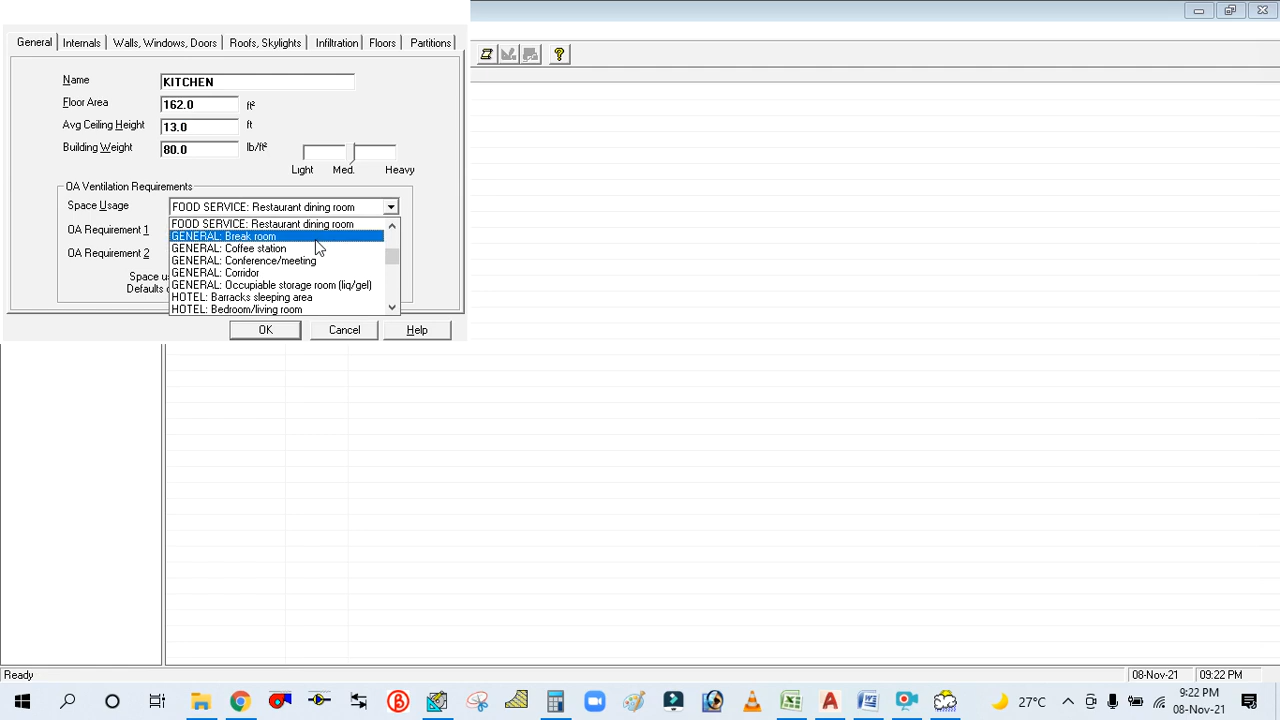 General Internals Walls, Windows, Doors Roofs, Skylights Infiltration Floors Partitions
Name KITCHEN
Floor Area 162.0 ft²
Avg Ceiling Height 13.0 ft
Building Weight 80.0 lb/ft²
Light Med. Heavy
OA Ventilation Requirements
Space Usage FOOD SERVICE: Restaurant dining room
FOOD SERVICE: Restaurant dining room
OA Requirement 1
GENERAL: Break room
GENERAL: Coffee station
OA Requirement 2
GENERAL: Conference/meeting
GENERAL: Corridor
Space u
GENERAL: Occupiable storage room (liq/gel)
Defaults
HOTEL: Barracks sleeping area
HOTEL: Bedroom/living room
OK Cancel Help
Ready 08-Nov-21 09:22 PM
27°C
9:22 PM
08-Nov-21